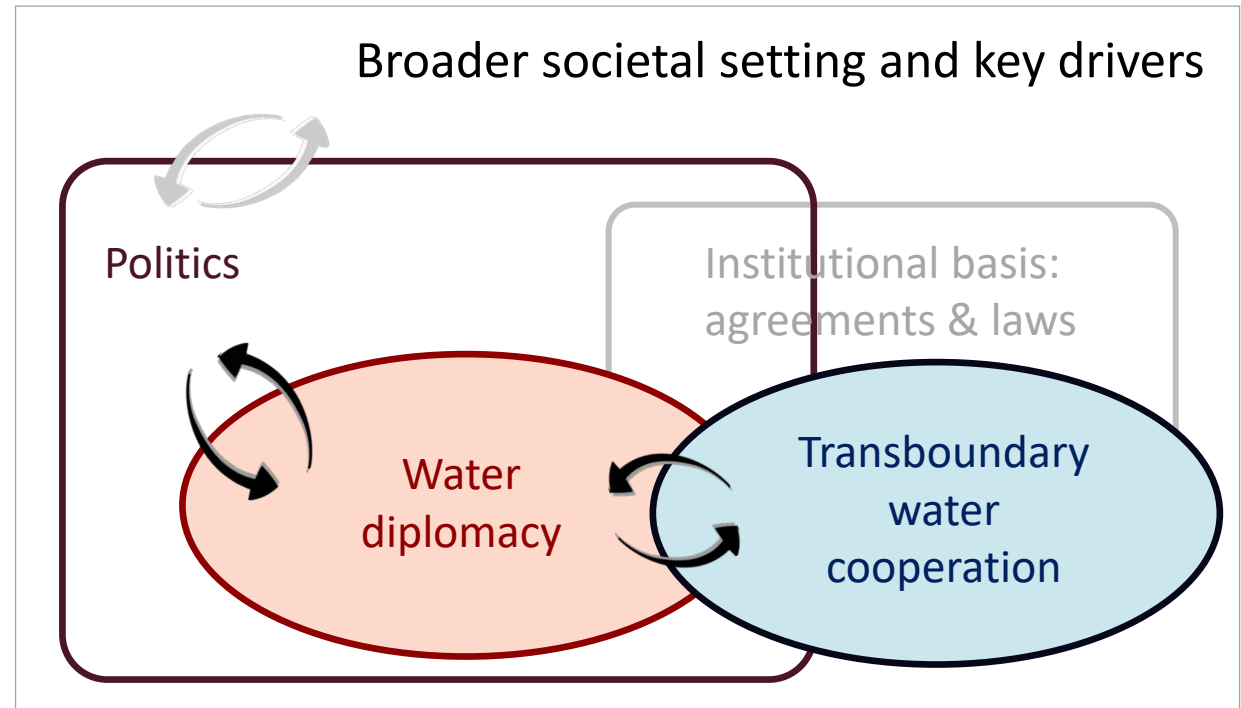 Broader societal setting and key drivers
Politics
Institutional basis:
agreements & laws
Water
diplomacy
Transboundary
water
cooperation